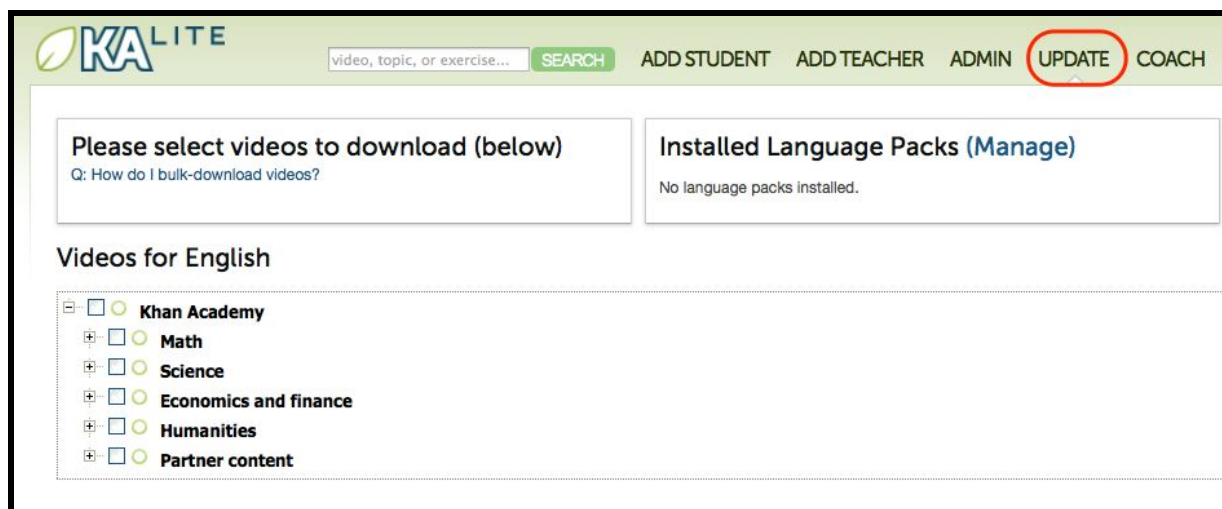 KA LITE
video, topic, or exercise... SEARCH ADD STUDENT ADD TEACHER ADMIN UPDATE COACH
Please select videos to download (below)
Q: How do I bulk-download videos?
Installed Language Packs (Manage)
No language packs installed.
Videos for English
Khan Academy
Math
Science
Economics and finance
Humanities
Partner content